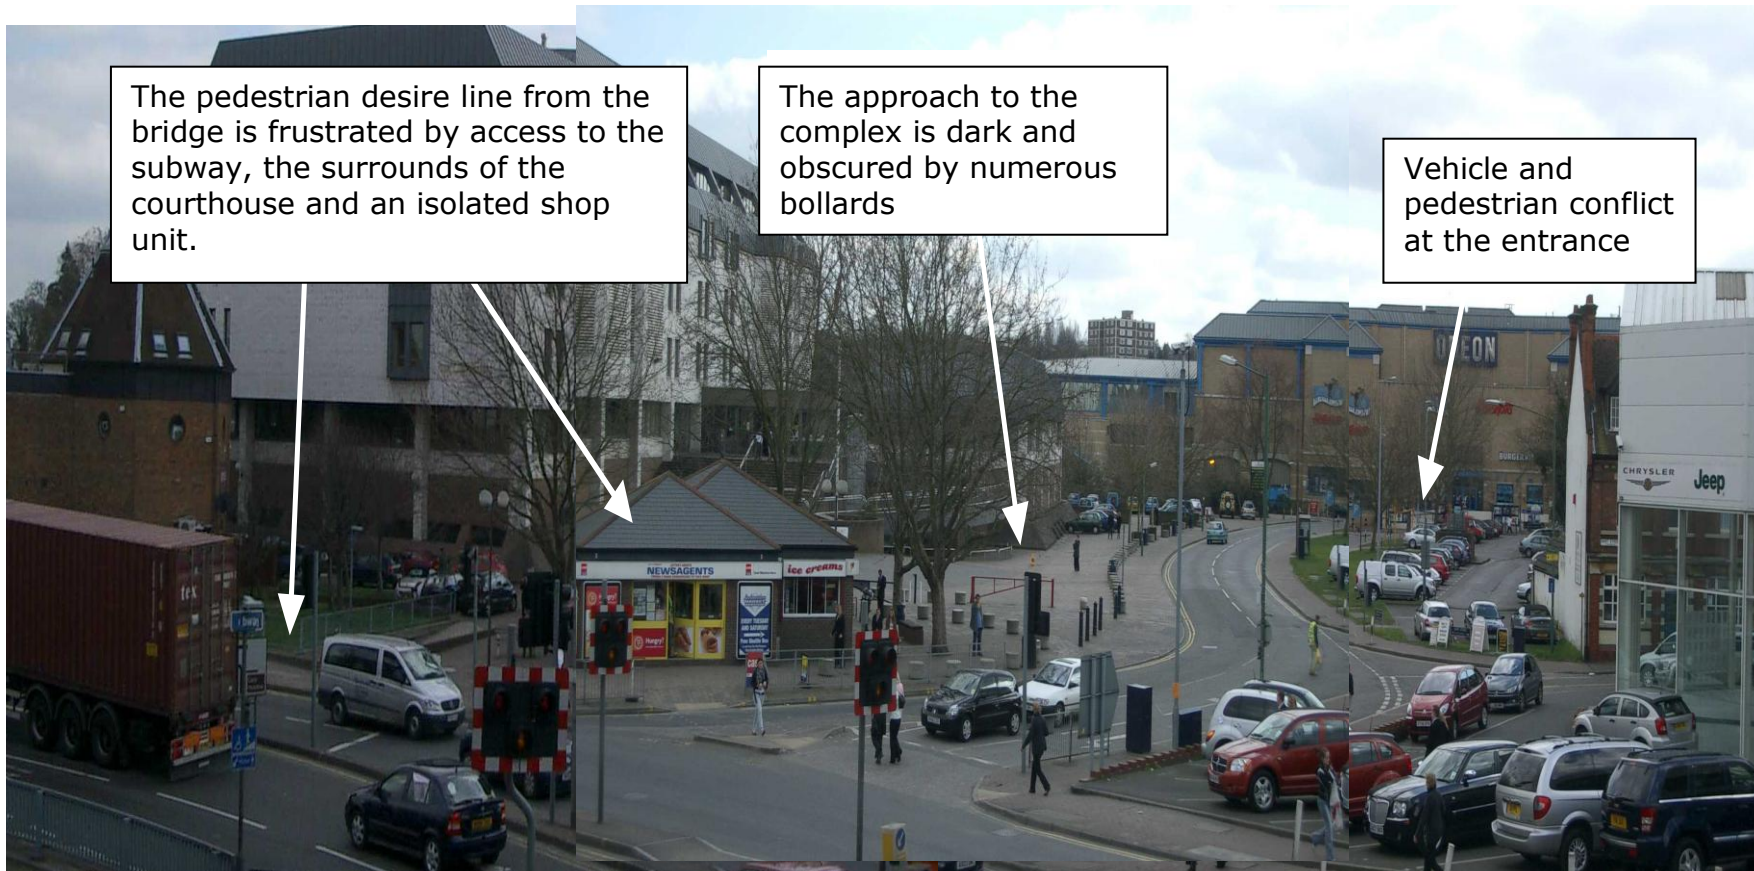 The pedestrian desire line from the
bridge is frustrated by access to the
subway, the surrounds of the
courthouse and an isolated shop
unit.
The approach to the
complex is dark and
obscured by numerous
bollards
Vehicle and
pedestrian conflict
at the entrance
ODEON
CHRYSLER
Jeep
tex
NEWSAGENTS
ice creams
Hungry?